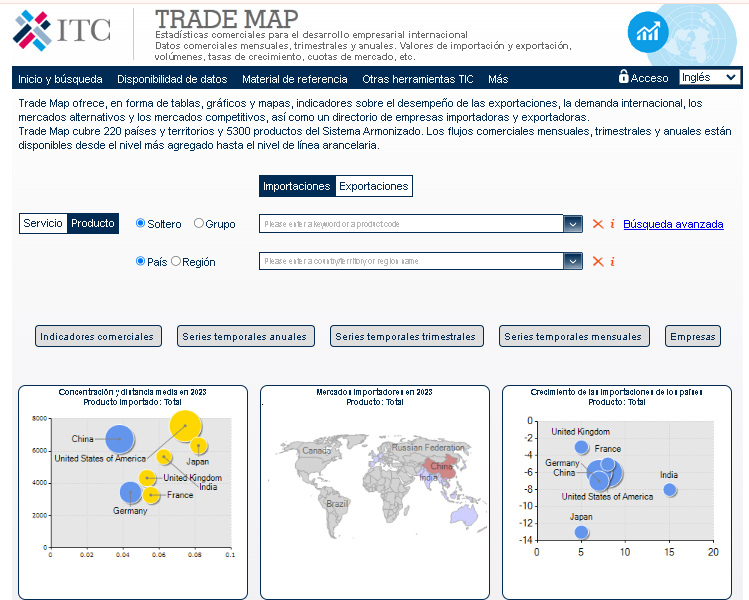 ITC
TRADE MAP
Estadísticas comerciales para el desarrollo empresarial internacional
Datos comerciales mensuales, trimestrales y anuales. Valores de importación y exportación,
volúmenes, tasas de crecimiento, cuotas de mercado, etc.
Inicio y búsqueda Disponibilidad de datos Material de referencia Otras herramientas TIC Más Acceso Inglés
Trade Map ofrece, en forma de tablas, gráficos y mapas, indicadores sobre el desempeño de las exportaciones, la demanda internacional, los
mercados alternativos y los mercados competitivos, así como un directorio de empresas importadoras y exportadoras.
Trade Map cubre 220 países y territorios y 5300 productos del Sistema Armonizado. Los flujos comerciales mensuales, trimestrales y anuales están
disponibles desde el nivel más agregado hasta el nivel de línea arancelaria.
Importaciones Exportaciones
Servicio Producto Soltero Grupo Please enter a keyword or a product code i Búsqueda avanzada
País Región Please enter a country/territory or region name i
Indicadores comerciales Series temporales anuales Series temporales trimestrales Series temporales mensuales Empresas
Concentración y distancia media en 2023
Producto importado: Total
8000
6000
4000
2000
0
0 0.02 0.04 0.06 0.08 0.1
China
United States of America
Japan
India
United Kingdom
France
Germany
Mercados importadores en 2023
Producto: Total
Canada
Russian Federation
China
India
Brazil
Crecimiento de las importaciones de los países
Producto: Total
0
-2
-4
-6
-8
-10
-12
-14
0 5 10 15 20
United Kingdom
France
Germany
China
India
United States of America
Japan